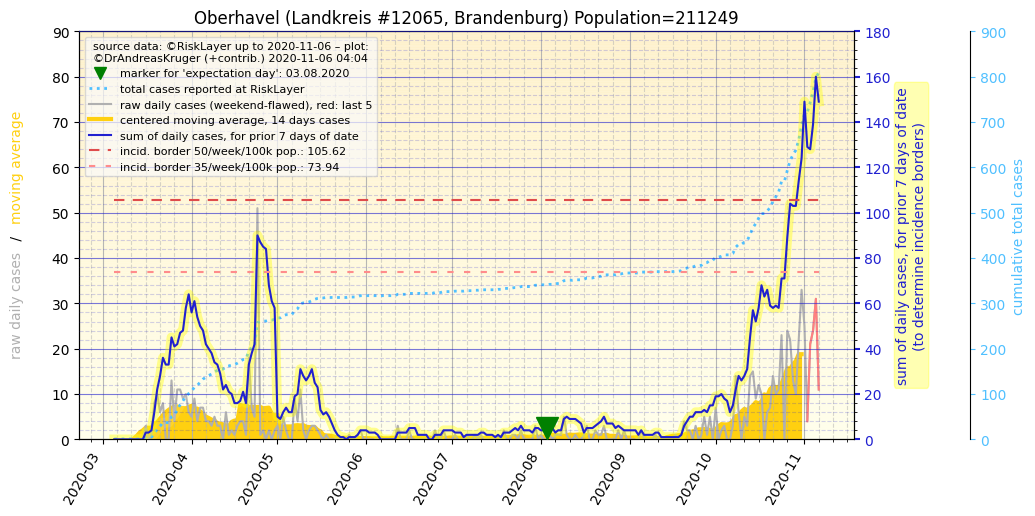 Oberhavel (Landkreis #12065, Brandenburg) Population=211249
source data: ©RiskLayer up to 2020-11-06 – plot:
©DrAndreasKruger (+contrib.) 2020-11-06 04:04
marker for 'expectation day': 03.08.2020
total cases reported at RiskLayer
raw daily cases (weekend-flawed), red: last 5
centered moving average, 14 days cases
sum of daily cases, for prior 7 days of date
incid. border 50/week/100k pop.: 105.62
incid. border 35/week/100k pop.: 73.94
raw daily cases / moving average
90
80
70
60
50
40
30
20
10
0
2020-03
2020-04
2020-05
2020-06
2020-07
2020-08
2020-09
2020-10
2020-11
180
160
140
120
100
80
60
40
20
0
sum of daily cases, for prior 7 days of date
(to determine incidence borders)
900
800
700
600
500
400
300
200
100
0
cumulative total cases